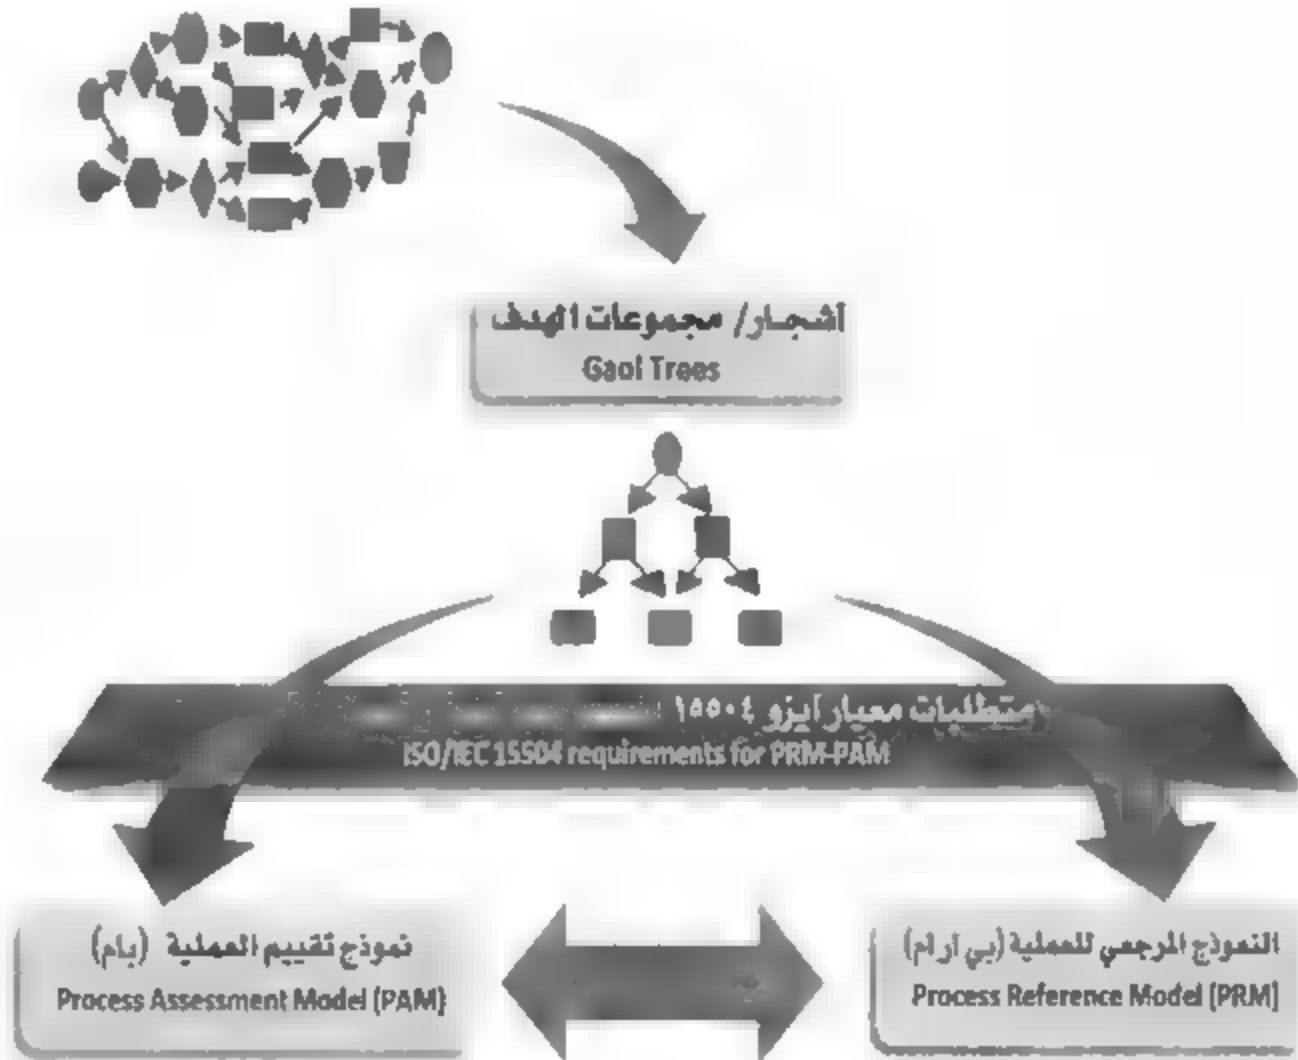 أشجار/ مجموعات الهدف
Gaol Trees
متطلبات معيار آيزو ١٥٥٠٤
ISO/IEC 15504 requirements for PRM-PAM
نموذج تقييم العملية (بام)
Process Assessment Model (PAM)
النموذج المرجعي للعملية (بي ار ام)
Process Reference Model (PRM)